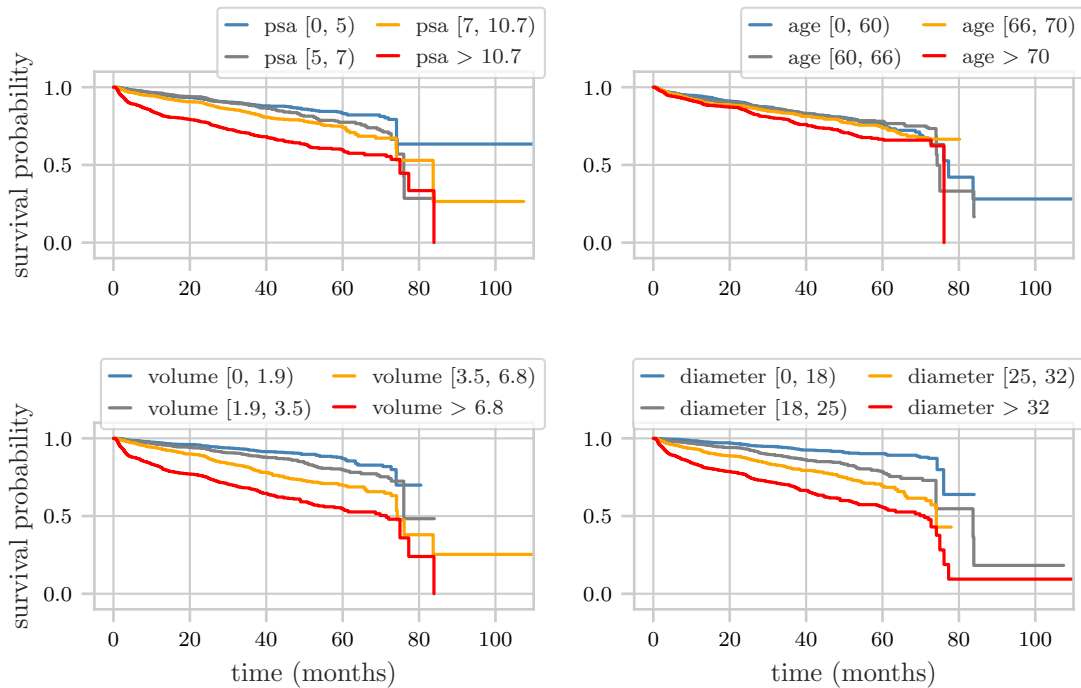 psa [0, 5) psa [7, 10.7)
psa [5, 7) psa > 10.7
survival probability
1.0
0.5
0.0
0 20 40 60 80 100
age [0, 60) age [66, 70)
age [60, 66) age > 70
1.0
0.5
0.0
0 20 40 60 80 100
volume [0, 1.9) volume [3.5, 6.8)
volume [1.9, 3.5) volume > 6.8
survival probability
1.0
0.5
0.0
0 20 40 60 80 100
time (months)
diameter [0, 18) diameter [25, 32)
diameter [18, 25) diameter > 32
1.0
0.5
0.0
0 20 40 60 80 100
time (months)